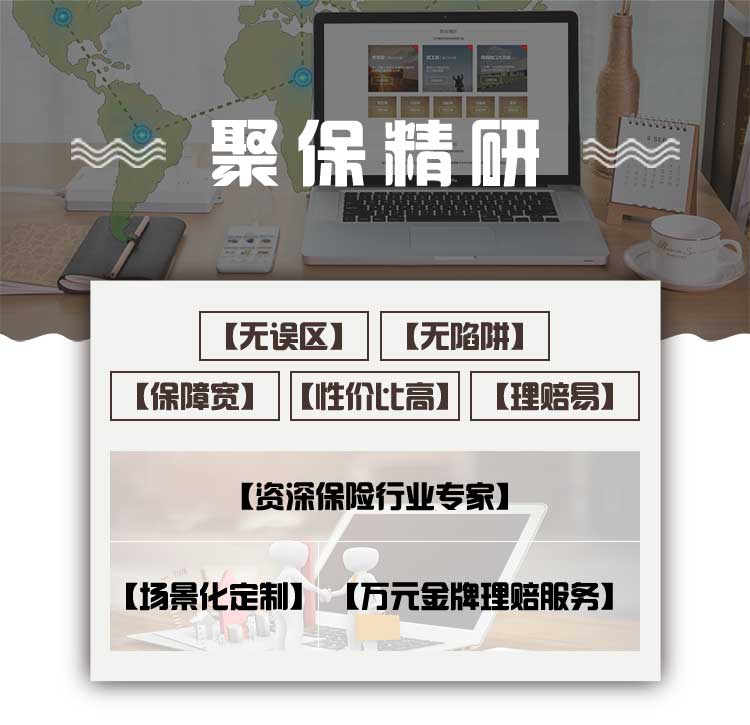 聚保精研
【无误区】 【无陷阱】
【保障宽】 【性价比高】 【理赔易】
【资深保险行业专家】
【场景化定制】 【万元金牌理赔服务】